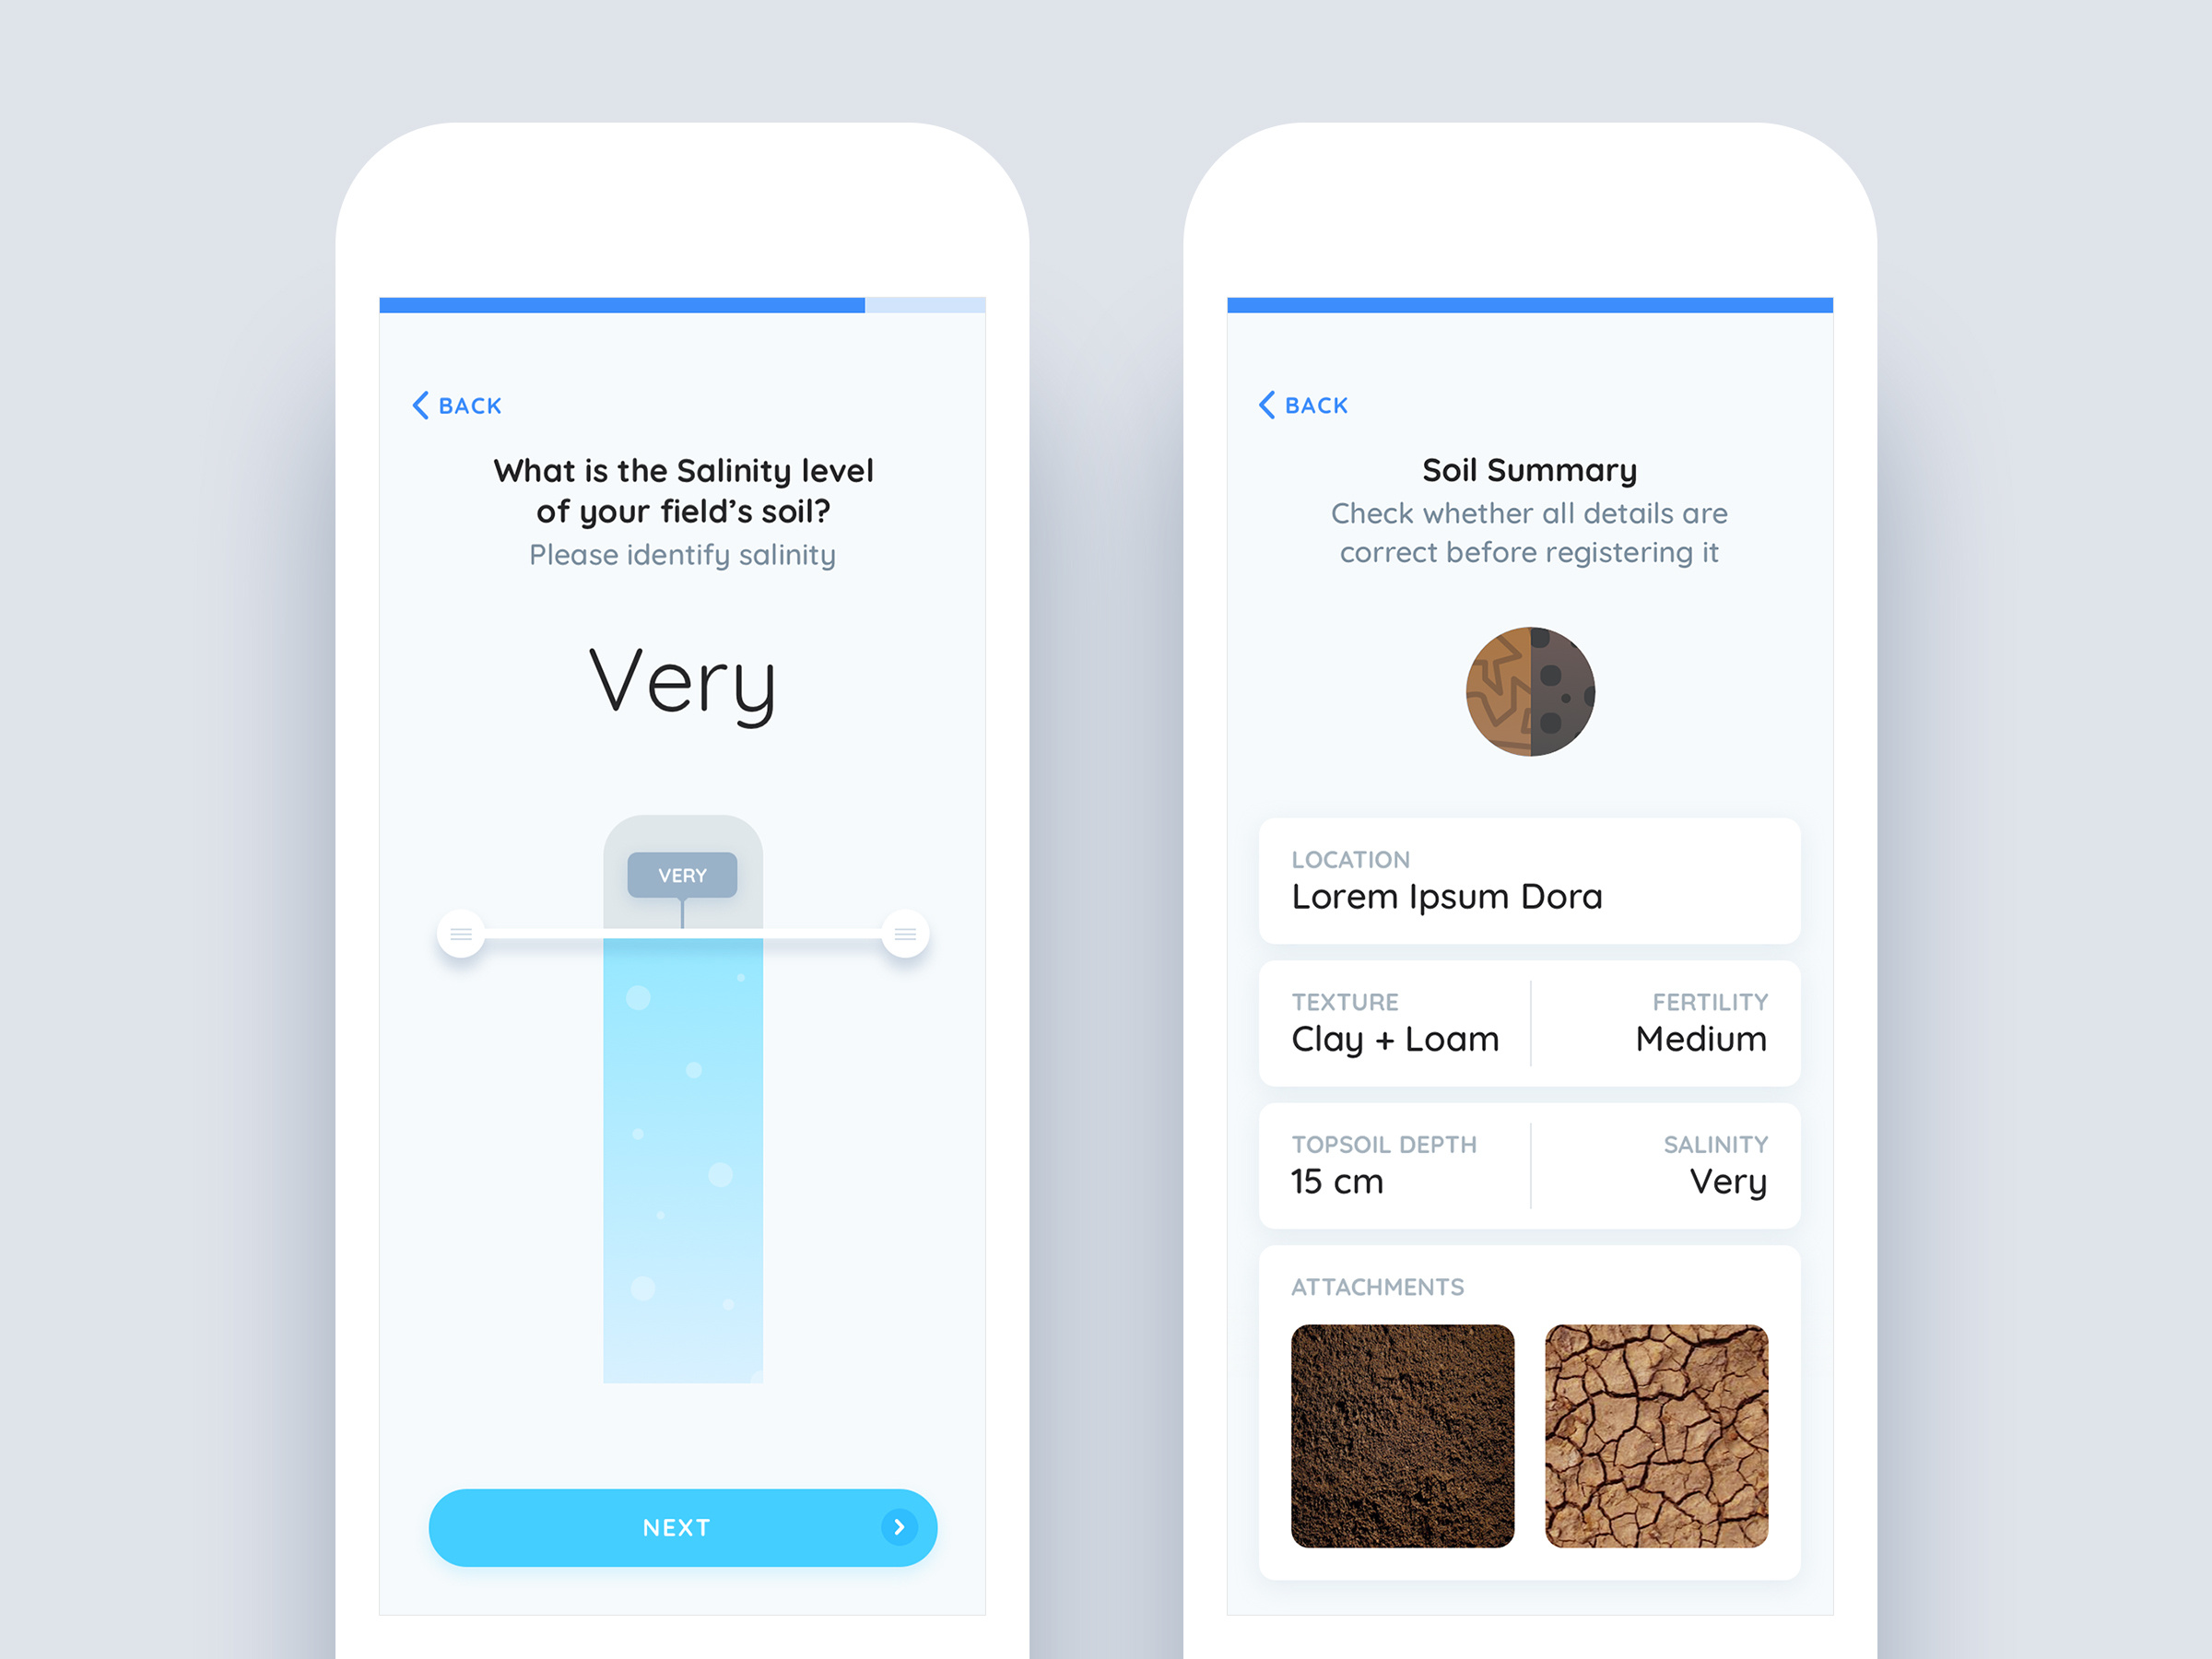 BACK
What is the Salinity level
of your field’s soil?
Please identify salinity
Very
VERY
NEXT
BACK
Soil Summary
Check whether all details are
correct before registering it
LOCATION
Lorem Ipsum Dora
TEXTURE
Clay + Loam
FERTILITY
Medium
TOPSOIL DEPTH
15 cm
SALINITY
Very
ATTACHMENTS